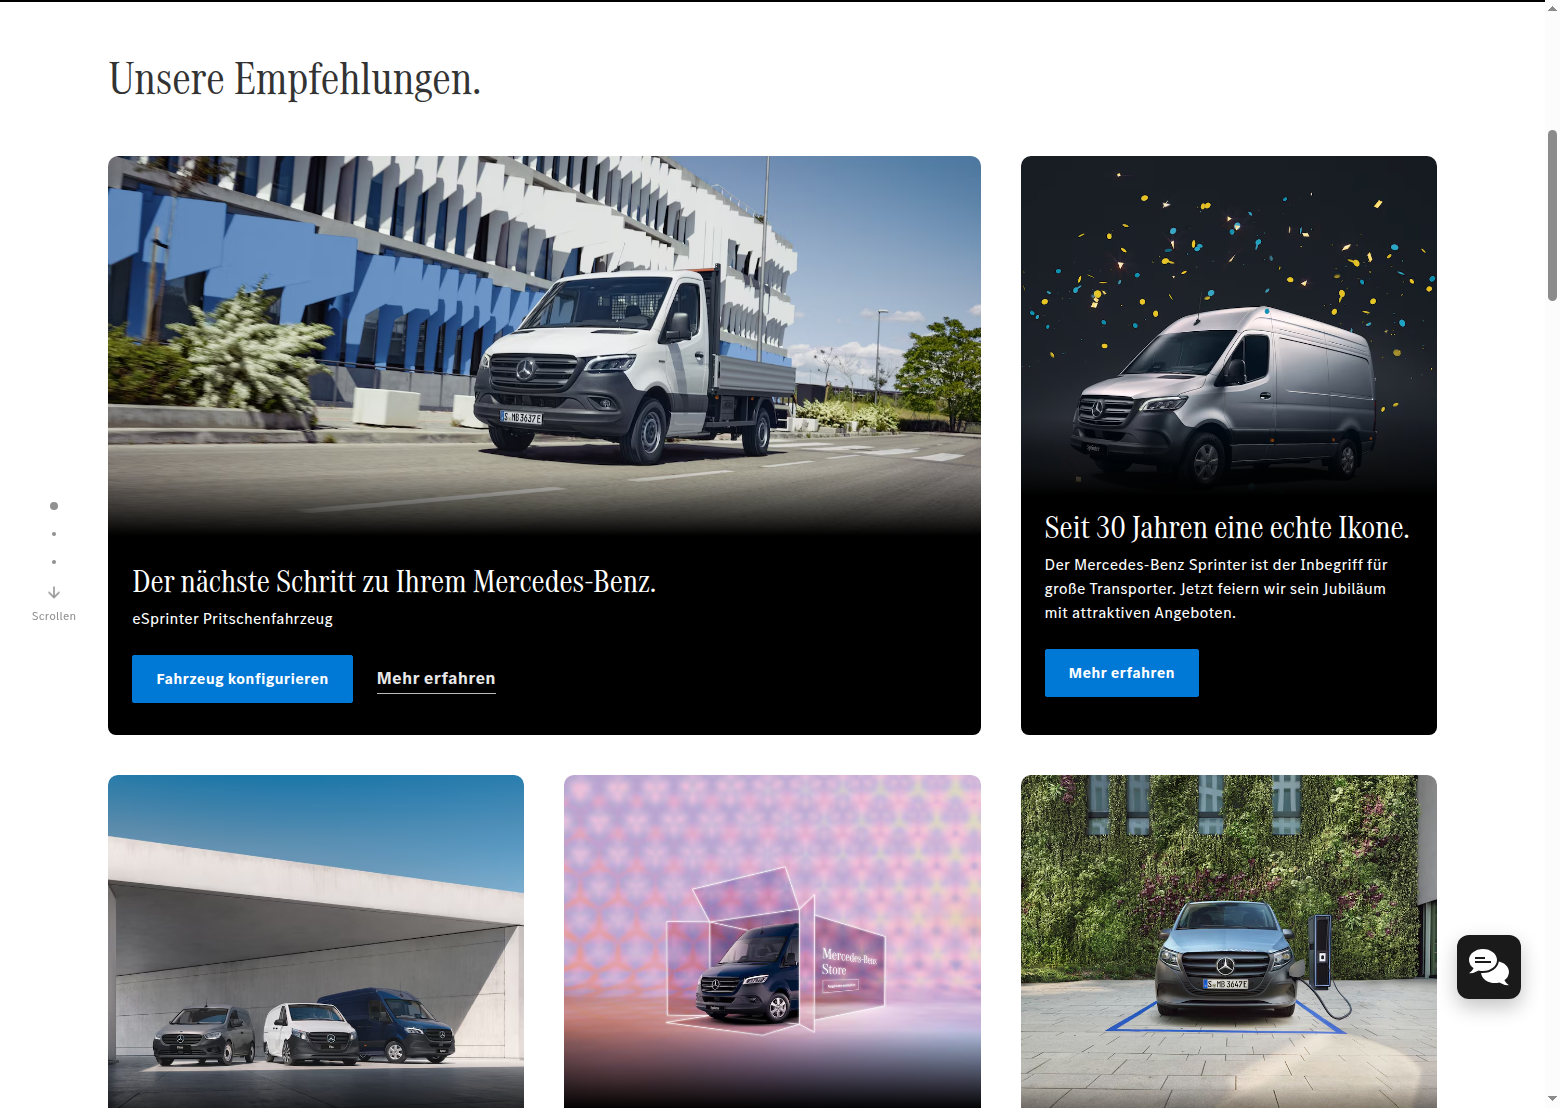 Unsere Empfehlungen.
S MB 3637 E
Der nächste Schritt zu Ihrem Mercedes-Benz.
eSprinter Pritschenfahrzeug
Fahrzeug konfigurieren
Mehr erfahren
Seit 30 Jahren eine echte Ikone.
Der Mercedes-Benz Sprinter ist der Inbegriff für
große Transporter. Jetzt feiern wir sein Jubiläum
mit attraktiven Angeboten.
Mehr erfahren
Scrollen
Mercedes-Benz
Store
S MB 3647 E